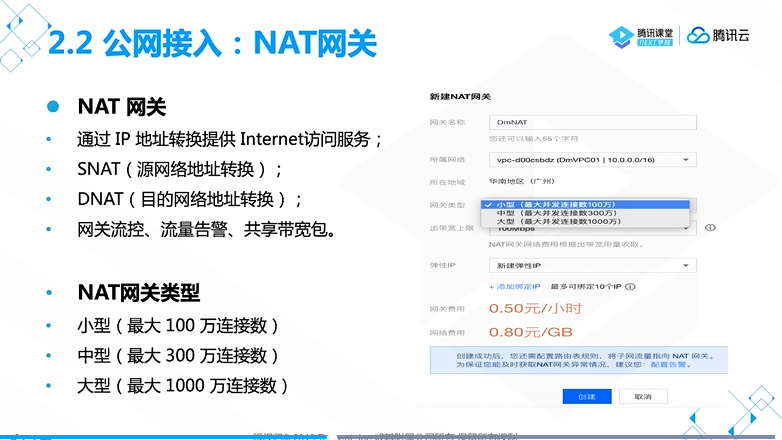 2.2 公网接入：NAT网关
腾讯课堂
NEXT学院
腾讯云
NAT 网关
通过 IP 地址转换提供 Internet访问服务；
SNAT（源网络地址转换）；
DNAT（目的网络地址转换）；
网关流控、流量告警、共享带宽包。
NAT网关类型
小型（最大 100 万连接数）
中型（最大 300 万连接数）
大型（最大 1000 万连接数）
新建NAT网关
网关名称 DmNAT
您还可以输入55个字符
所属网络 vpc-d00csbdz (DmVPC01 | 10.0.0.0/16)
所在地域 华南地区（广州）
网关类型 小型（最大并发连接数100万）
中型（最大并发连接数300万）
大型（最大并发连接数1000万）
出带宽上限 100Mbps
NAT网关网络费用根据出带宽用量收取。
弹性IP 新建弹性IP
+ 添加绑定IP 最多可绑定10个IP
网关费用 0.50元/小时
网络费用 0.80元/GB
创建成功后，您还需配置路由表规则，将子网流量指向 NAT 网关。
为保证您能及时获取NAT网关异常情况，建议您：配置告警。
创建 取消